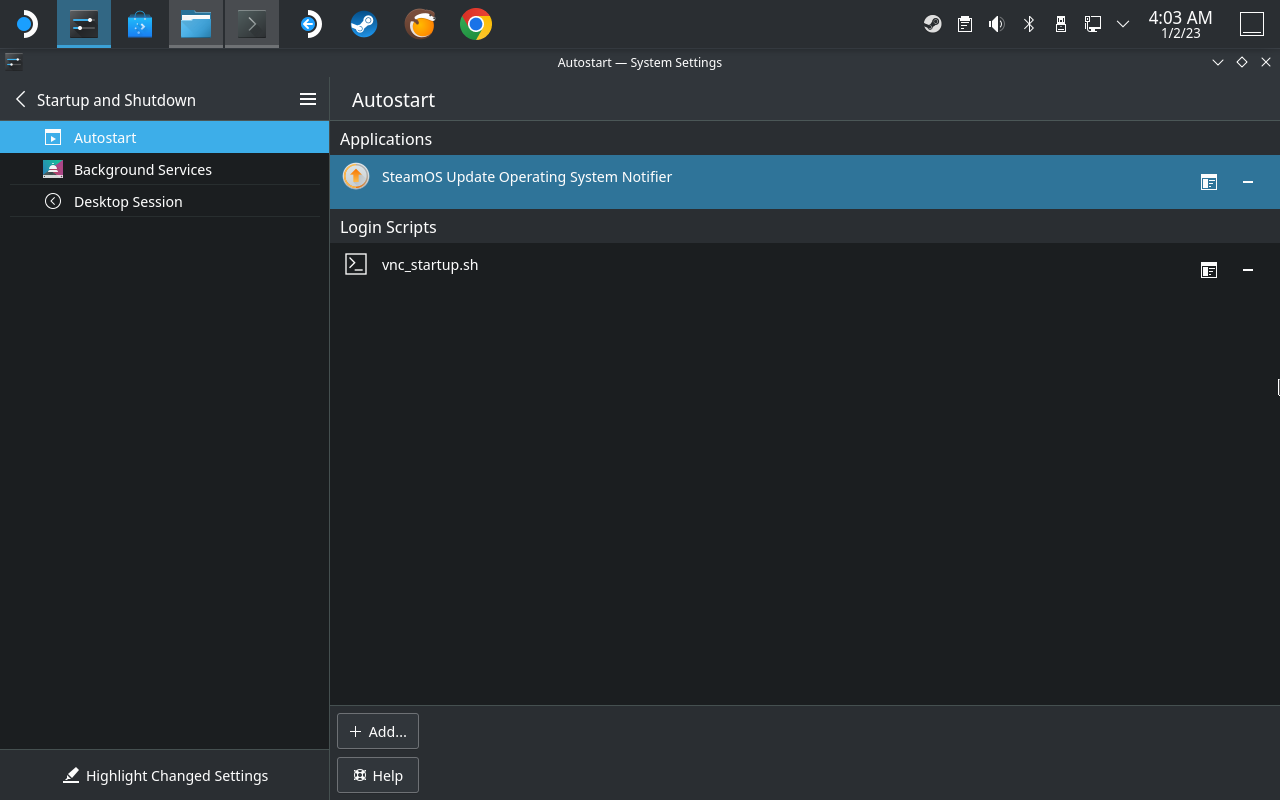 4:03 AM
1/2/23
Autostart — System Settings
Startup and Shutdown
Autostart
Background Services
Desktop Session
Highlight Changed Settings
Autostart
Applications
SteamOS Update Operating System Notifier
Login Scripts
vnc_startup.sh
Add...
Help